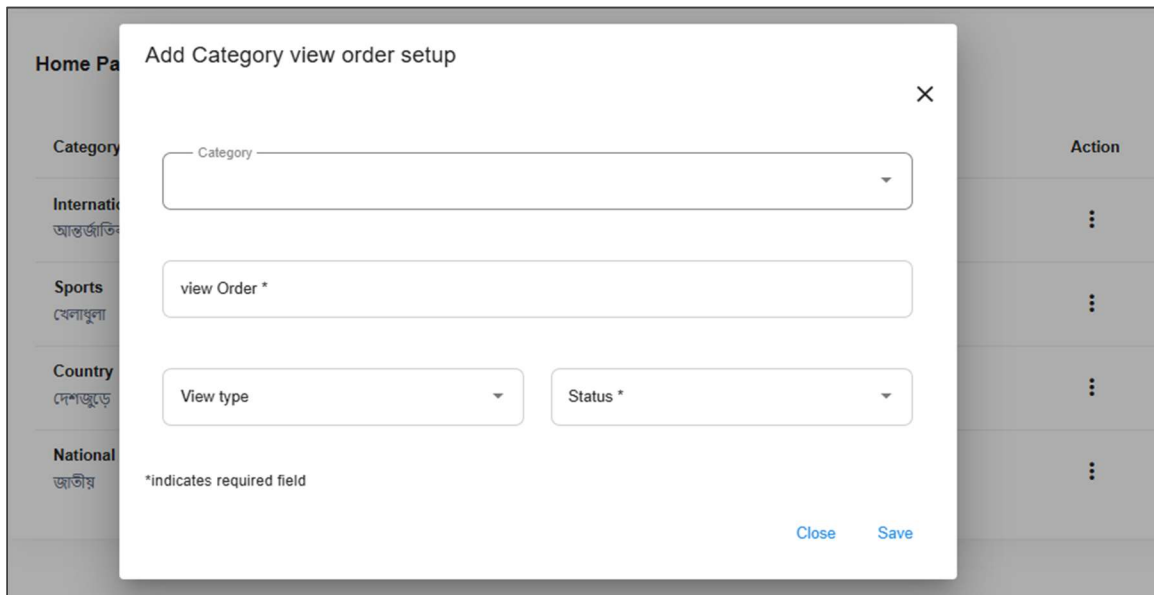 Add Category view order setup
Home Pa
Category
Action
Category
Internatio
আন্তর্জাতিক
view Order *
Sports
খেলাধুলা
Country
দেশজুড়ে
View type
Status *
National
জাতীয়
*indicates required field
Close
Save